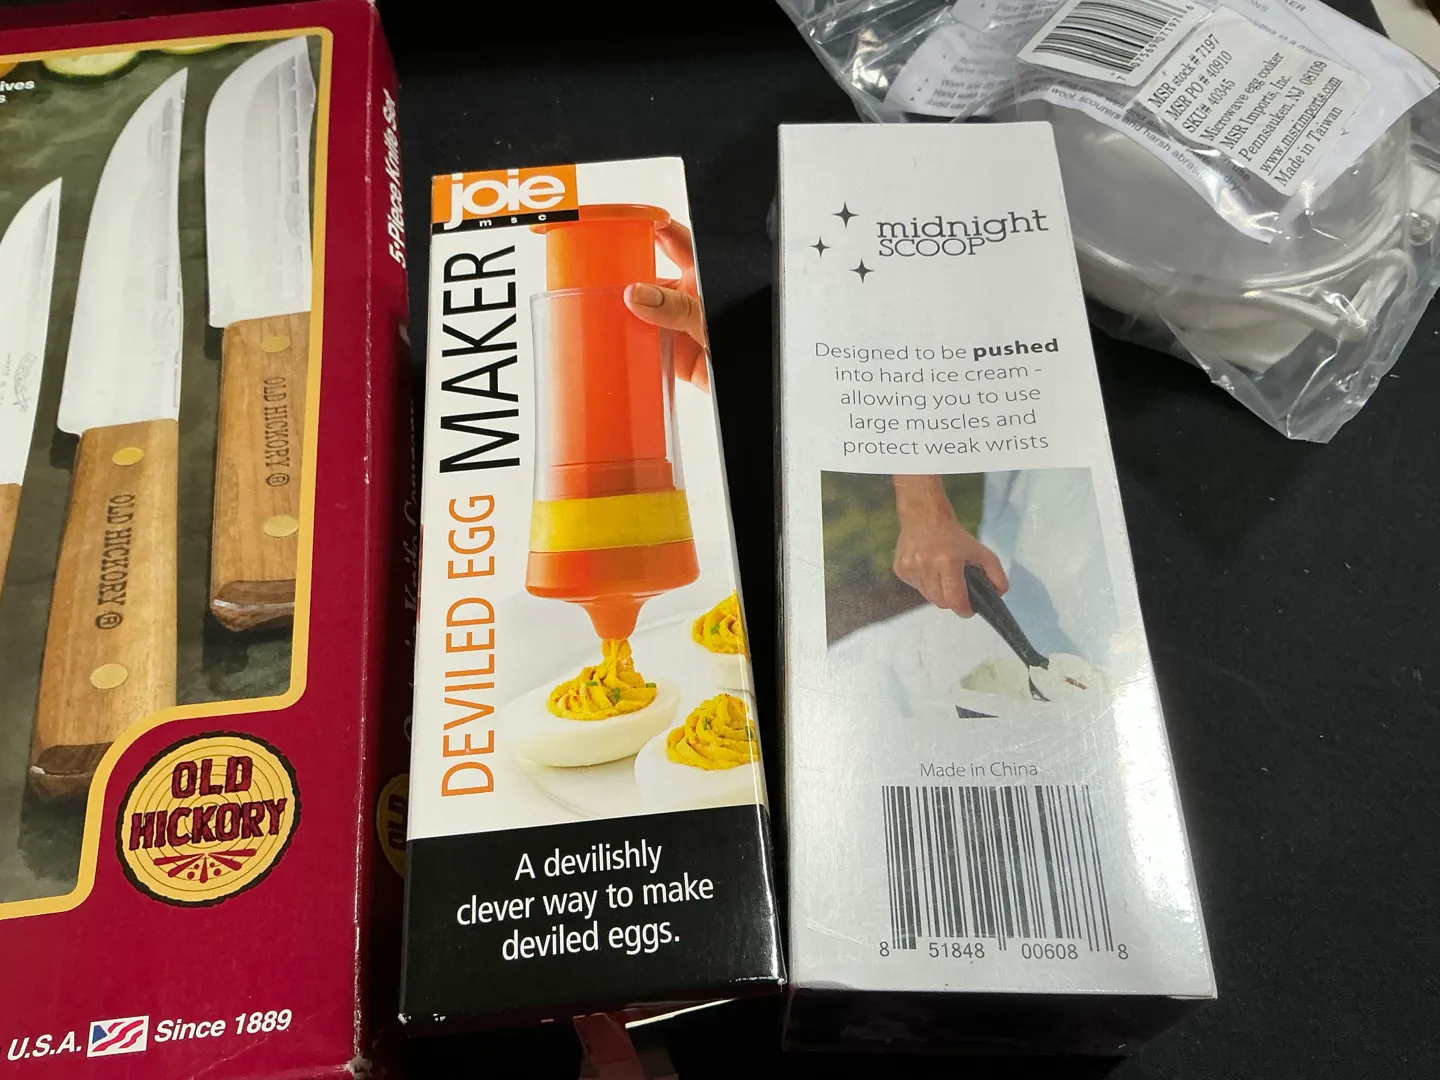 ives
OLD HICKORY ®
OLD HICKORY ®
5-Piece Knife Set
OLD
HICKORY
U.S.A. Since 1889
joie
msc
DEVILED EGG MAKER
A devilishly
clever way to make
deviled eggs.
midnight
SCOOP
Designed to be pushed
into hard ice cream -
allowing you to use
large muscles and
protect weak wrists
Made in China
8 51848 00608 8
MSR stock # 7197
MSR PO # 40910
SKU# 40345
Microwave egg cooker
MSR Imports, Inc.
Pennsauken, NJ 08109
www.msrimports.com
Made in Taiwan